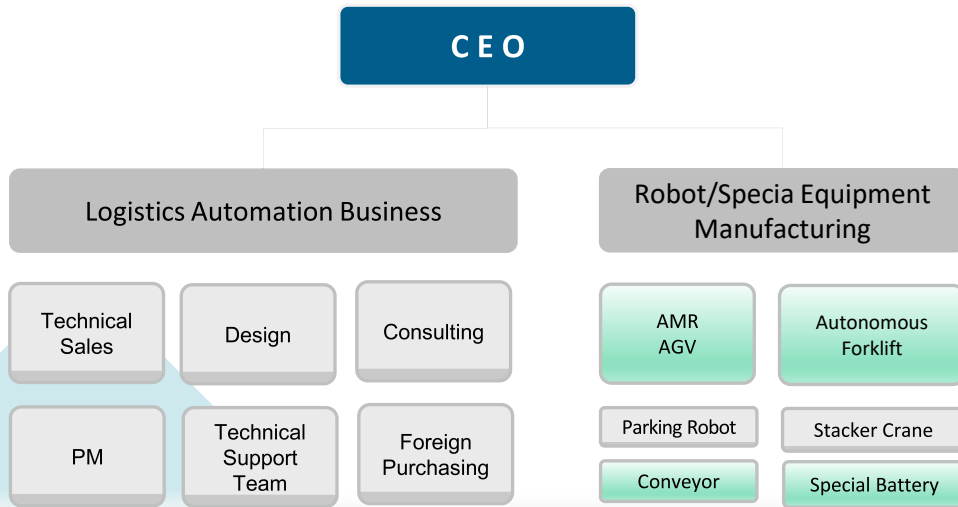 CEO
Logistics Automation Business
Robot/Specia Equipment
Manufacturing
Technical
Sales
Design
Consulting
AMR
AGV
Autonomous
Forklift
PM
Technical
Support
Team
Foreign
Purchasing
Parking Robot
Stacker Crane
Conveyor
Special Battery